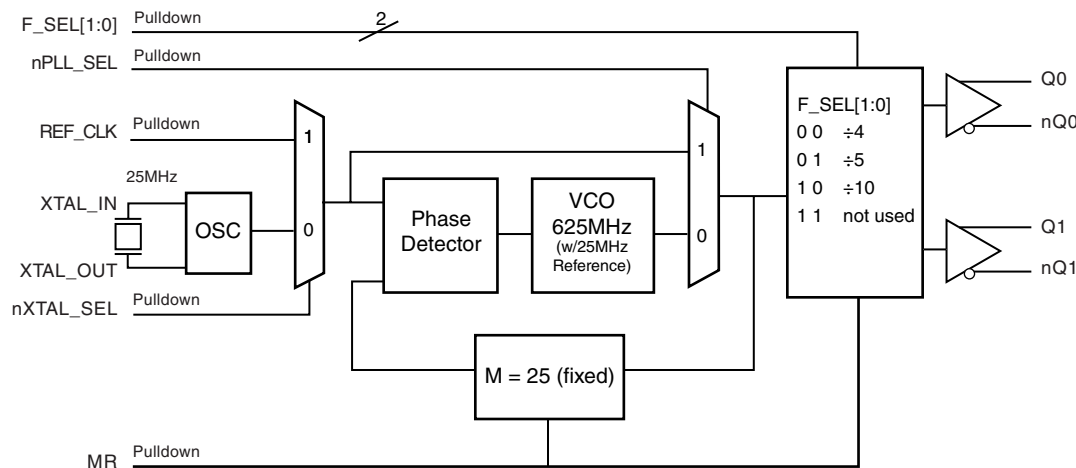 F_SEL[1:0] Pulldown 2
nPLL_SEL Pulldown
REF_CLK Pulldown
1
25MHz
XTAL_IN
OSC
0
XTAL_OUT
nXTAL_SEL Pulldown
Phase
Detector
VCO
625MHz
(w/25MHz
Reference)
1
0
F_SEL[1:0]
0 0 ÷4
0 1 ÷5
1 0 ÷10
1 1 not used
Q0
nQ0
Q1
nQ1
M = 25 (fixed)
MR Pulldown